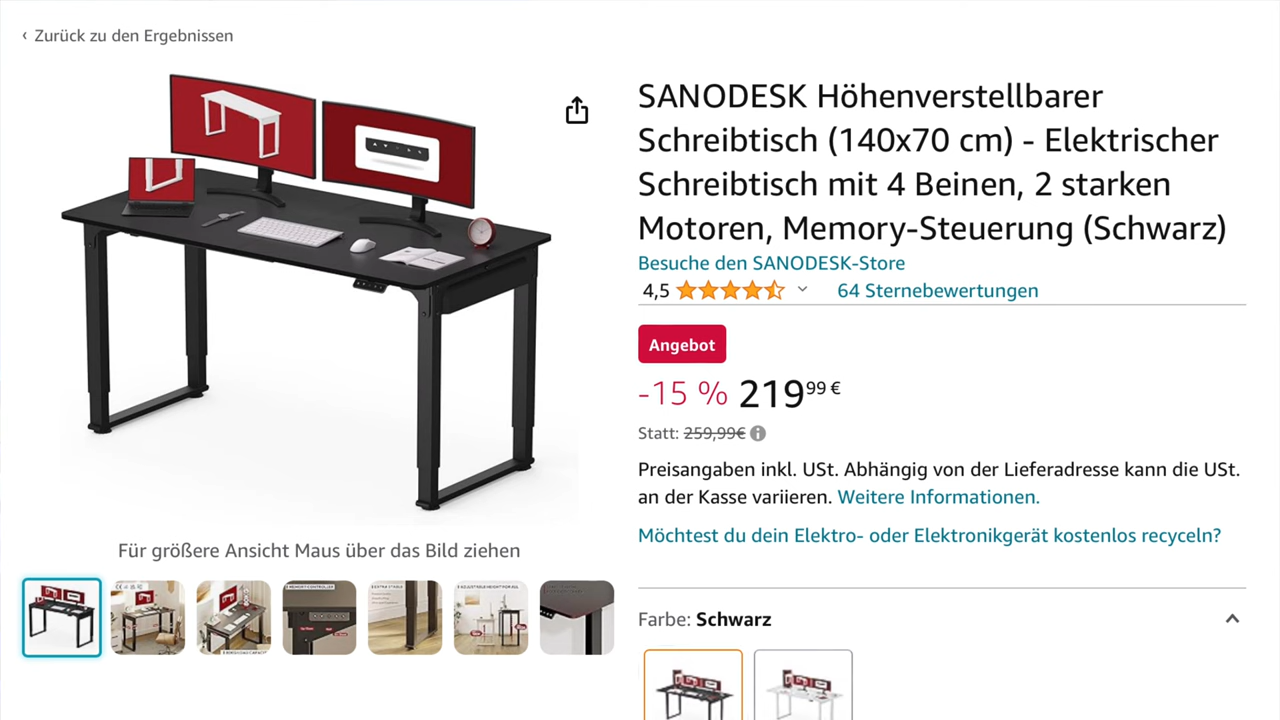 ‹ Zurück zu den Ergebnissen
SANODESK Höhenverstellbarer
Schreibtisch (140x70 cm) - Elektrischer
Schreibtisch mit 4 Beinen, 2 starken
Motoren, Memory-Steuerung (Schwarz)
Besuche den SANODESK-Store
4,5
64 Sternebewertungen
Angebot
-15 % 219 99 €
Statt: 259,99€
Preisangaben inkl. USt. Abhängig von der Lieferadresse kann die USt.
an der Kasse variieren. Weitere Informationen.
Möchtest du dein Elektro- oder Elektronikgerät kostenlos recyceln?
Für größere Ansicht Maus über das Bild ziehen
Farbe: Schwarz